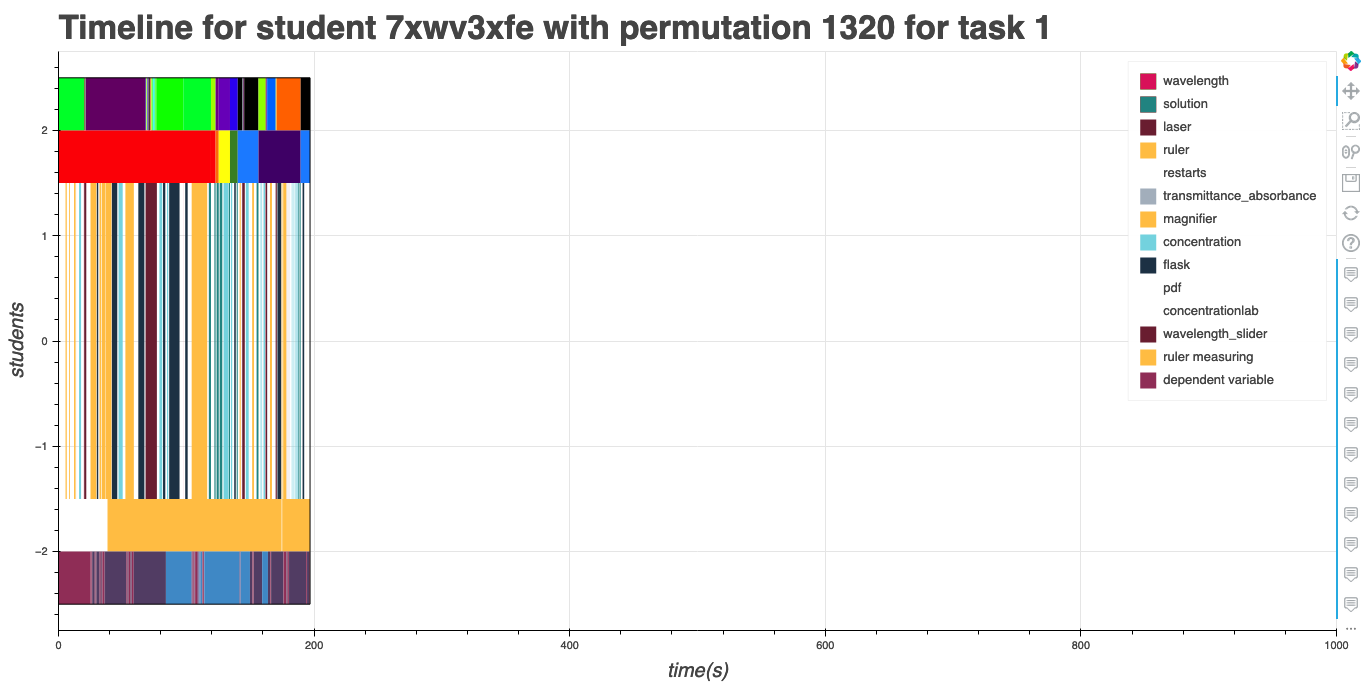 Timeline for student 7xwv3xfe with permutation 1320 for task 1
wavelength
solution
laser
ruler
restarts
transmittance_absorbance
magnifier
concentration
flask
pdf
concentrationlab
wavelength_slider
ruler measuring
dependent variable
students
2
1
0
−1
−2
0 200 400 600 800 1000
time(s)